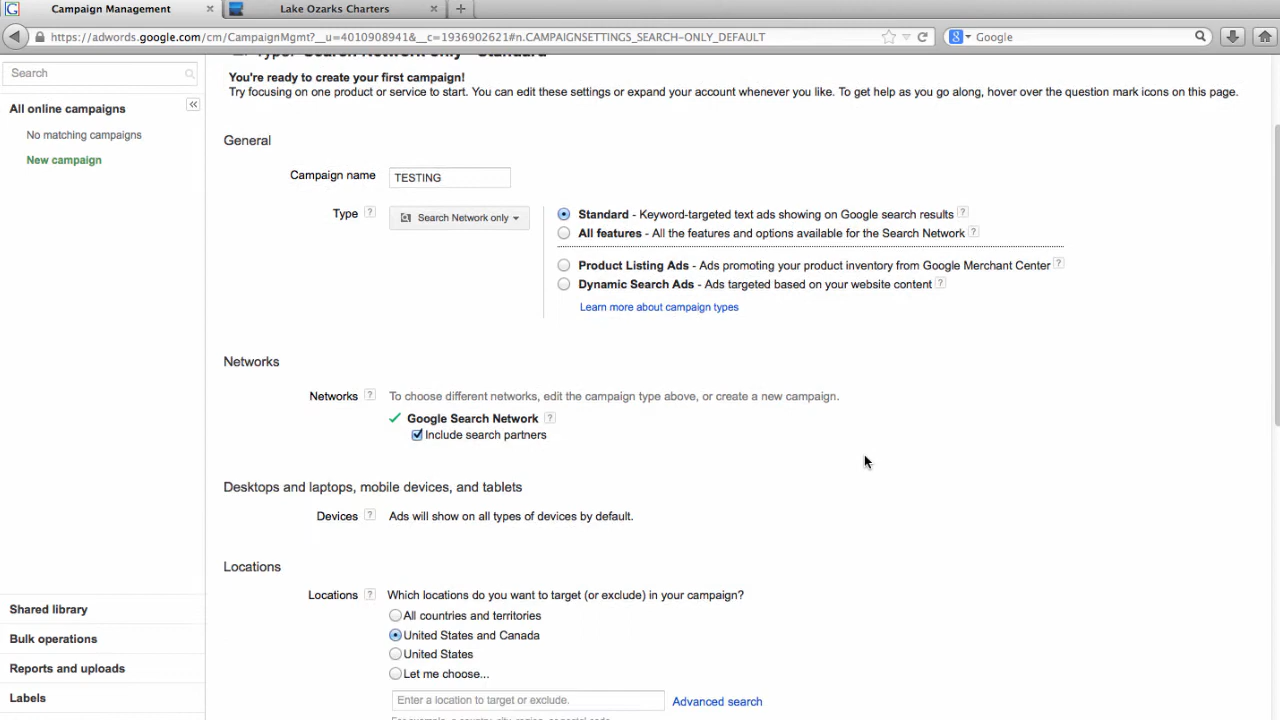 Campaign Management
Lake Ozarks Charters
https://adwords.google.com/cm/CampaignMgmt?__u=4010908941&__c=1936902621#n.CAMPAIGNSETTINGS_SEARCH-ONLY_DEFAULT
Google
Search
All online campaigns
No matching campaigns
New campaign
Shared library
Bulk operations
Reports and uploads
Labels
Type: Search Network only - Standard
You're ready to create your first campaign!
Try focusing on one product or service to start. You can edit these settings or expand your account whenever you like. To get help as you go along, hover over the question mark icons on this page.
General
Campaign name TESTING
Type ? Search Network only
Standard - Keyword-targeted text ads showing on Google search results ?
All features - All the features and options available for the Search Network ?
Product Listing Ads - Ads promoting your product inventory from Google Merchant Center ?
Dynamic Search Ads - Ads targeted based on your website content ?
Learn more about campaign types
Networks
Networks ? To choose different networks, edit the campaign type above, or create a new campaign.
Google Search Network ?
Include search partners
Desktops and laptops, mobile devices, and tablets
Devices ? Ads will show on all types of devices by default.
Locations
Locations ? Which locations do you want to target (or exclude) in your campaign?
All countries and territories
United States and Canada
United States
Let me choose...
Enter a location to target or exclude. Advanced search